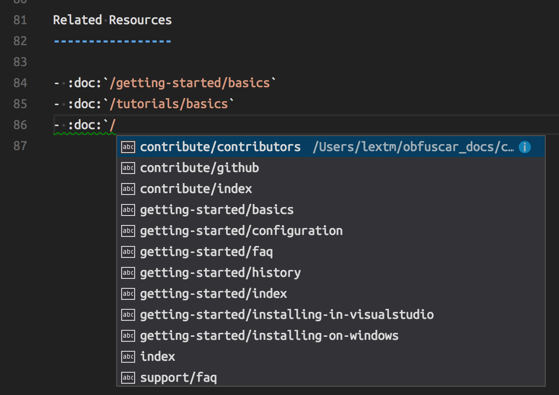 81 Related Resources
82 -----------------
83
84 - :doc:`/getting-started/basics`
85 - :doc:`/tutorials/basics`
86 - :doc:`/
87
abc contribute/contributors /Users/lextm/obfuscar_docs/c... i
abc contribute/github
abc contribute/index
abc getting-started/basics
abc getting-started/configuration
abc getting-started/faq
abc getting-started/history
abc getting-started/index
abc getting-started/installing-in-visualstudio
abc getting-started/installing-on-windows
abc index
abc support/faq